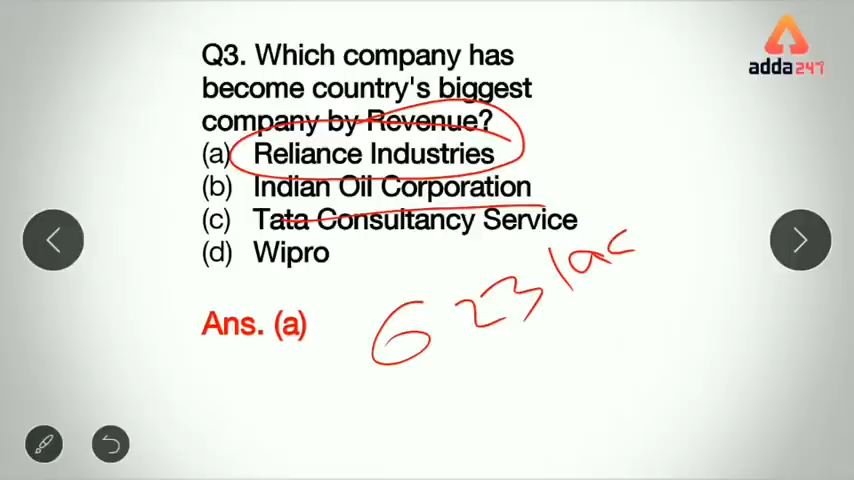 adda247
Q3. Which company has
become country's biggest
company by Revenue?
(a) Reliance Industries
(b) Indian Oil Corporation
(c) Tata Consultancy Service
(d) Wipro
Ans. (a)
6 23 lac